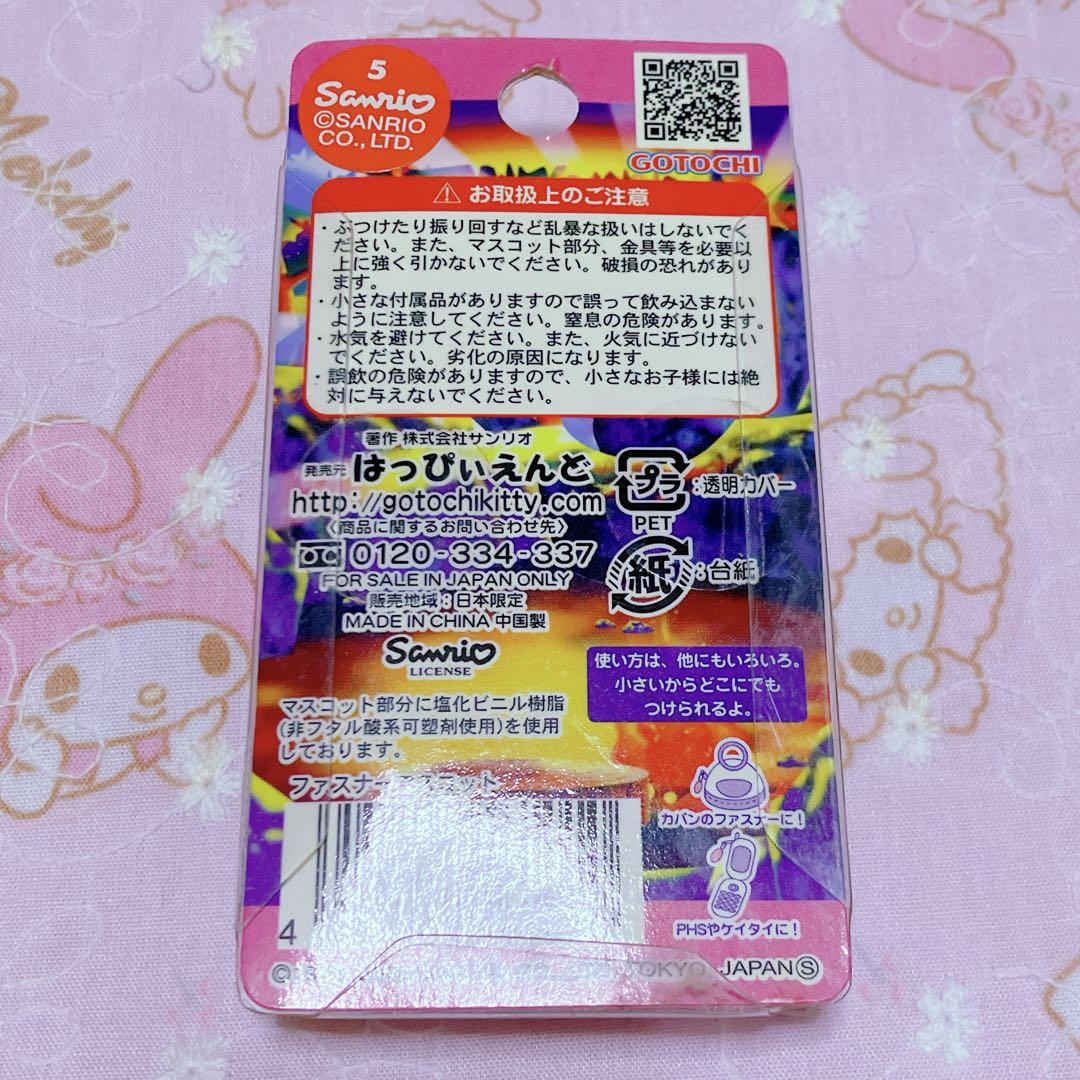 5
Sanrio
©SANRIO
CO., LTD.
GOTOCHI
お取扱上のご注意
・ぶつけたり振り回すなど乱暴な扱いはしないでく
ださい。また、マスコット部分、金具等を必要以
上に強く引かないでください。破損の恐れがあり
ます。
・小さな付属品がありますので誤って飲み込まない
ように注意してください。窒息の危険があります。
・水気を避けてください。また、火気に近づけない
でください。劣化の原因になります。
・誤飲の危険がありますので、小さなお子様には絶
対に与えないでください。
著作 株式会社サンリオ
発売元 はっぴぃえんど
http://gotochikitty.com
〈商品に関するお問い合わせ先〉
0120-334-337
FOR SALE IN JAPAN ONLY
販売地域：日本限定
MADE IN CHINA 中国製
Sanrio
LICENSE
プラ :透明カバー
PET
紙 :台紙
マスコット部分に塩化ビニル樹脂
(非フタル酸系可塑剤使用)を使用
しております。
ファスナーマスコット
使い方は、他にもいろいろ。
小さいからどこにでも
つけられるよ。
カバンのファスナーに！
PHSやケイタイに！
4
TOKYO, JAPAN Ⓢ
Melody